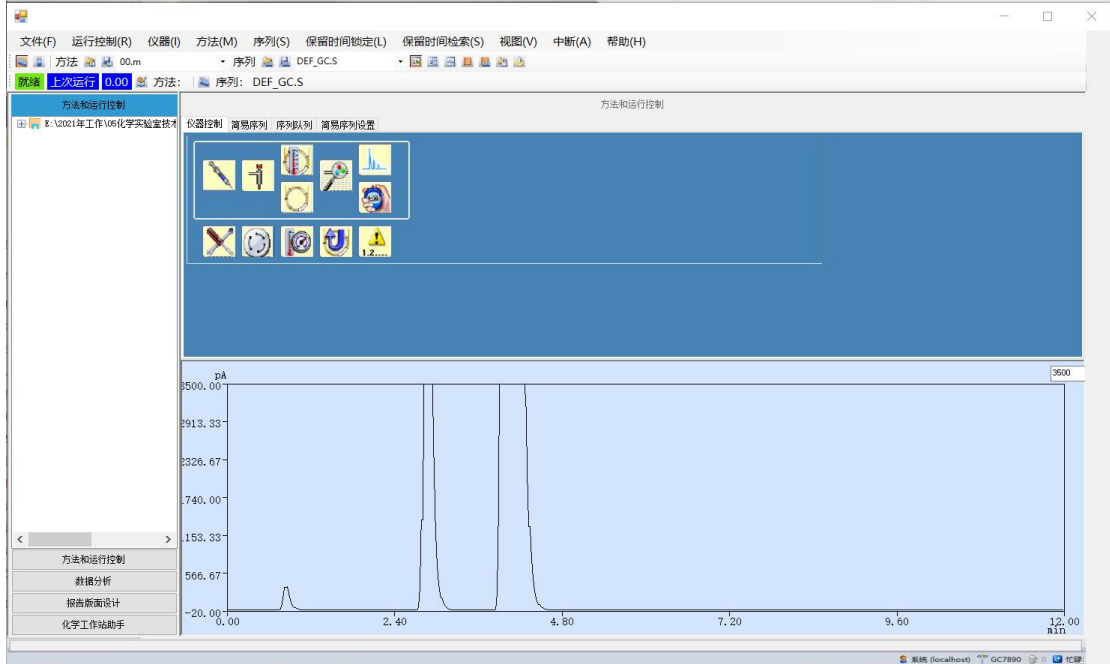 文件(F) 运行控制(R) 仪器(I) 方法(M) 序列(S) 保留时间锁定(L) 保留时间检索(S) 视图(V) 中断(A) 帮助(H)
方法 00.m 序列 DEF_GC.S
就绪 上次运行 0.00 方法: 序列: DEF_GC.S
方法和运行控制 方法和运行控制
E:\2021年工作\05化学实验室技术
仪器控制 简易序列 序列队列 简易序列设置
1.2....
pA
3500
3500.00
2913.33
2326.67
1740.00
1153.33
566.67
-20.00
0.00 2.40 4.80 7.20 9.60 12.00
min
方法和运行控制
数据分析
报告版面设计
化学工作站助手
系统 (localhost) GC7890 0 忙碌: